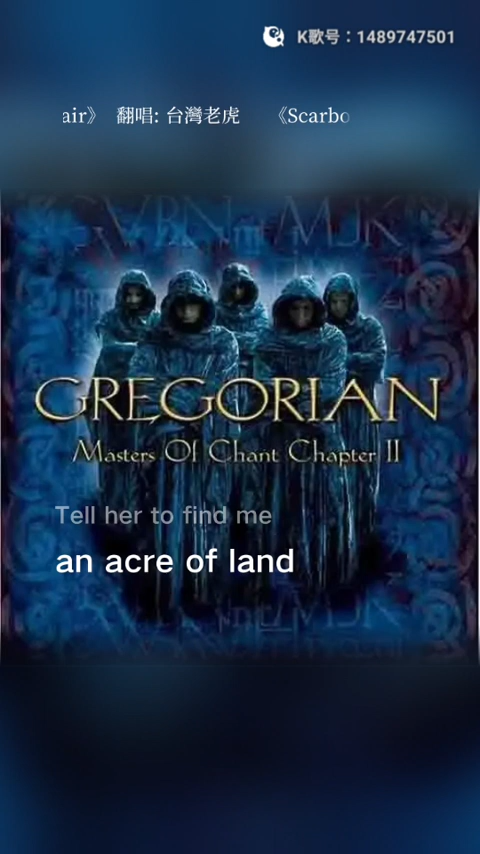 K歌号：1489747501
air》 翻唱: 台灣老虎 《Scarbo
GREGORIAN
Masters Of Chant Chapter II
Tell her to find me
an acre of land